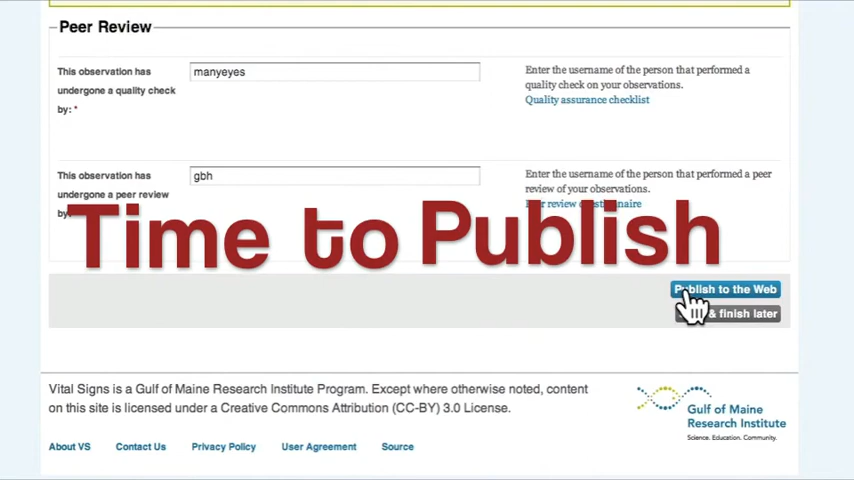 Peer Review
This observation has
undergone a quality check
by: *
manyeyes
Enter the username of the person that performed a
quality check on your observations.
Quality assurance checklist
This observation has
undergone a peer review
by:
gbh
Enter the username of the person that performed a peer
review of your observations.
Peer review questionnaire
Time to Publish
Publish to the Web
& finish later
Vital Signs is a Gulf of Maine Research Institute Program. Except where otherwise noted, content
on this site is licensed under a Creative Commons Attribution (CC-BY) 3.0 License.
Gulf of Maine
Research Institute
Science. Education. Community.
About VS Contact Us Privacy Policy User Agreement Source